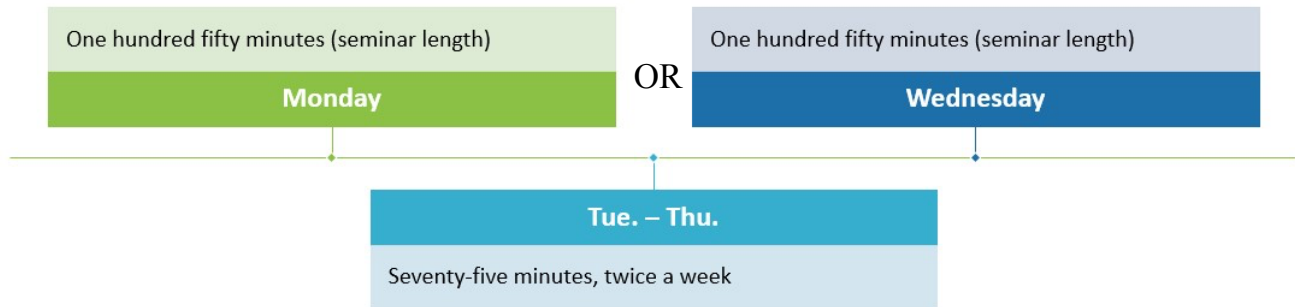 One hundred fifty minutes (seminar length)
Monday
OR
One hundred fifty minutes (seminar length)
Wednesday
Tue. – Thu.
Seventy-five minutes, twice a week